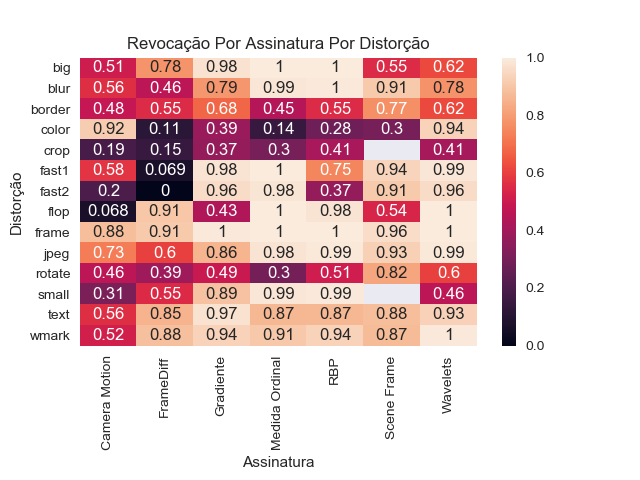 Revocação Por Assinatura Por Distorção
big 0.51 0.78 0.98 1 1 0.55 0.62
blur 0.56 0.46 0.79 0.99 1 0.91 0.78
border 0.48 0.55 0.68 0.45 0.55 0.77 0.62
color 0.92 0.11 0.39 0.14 0.28 0.3 0.94
crop 0.19 0.15 0.37 0.3 0.41 0.41
fast1 0.58 0.069 0.98 1 0.75 0.94 0.99
fast2 0.2 0 0.96 0.98 0.37 0.91 0.96
flop 0.068 0.91 0.43 1 0.98 0.54 1
frame 0.88 0.91 1 1 1 0.96 1
jpeg 0.73 0.6 0.86 0.98 0.99 0.93 0.99
rotate 0.46 0.39 0.49 0.3 0.51 0.82 0.6
small 0.31 0.55 0.89 0.99 0.99 0.46
text 0.56 0.85 0.97 0.87 0.87 0.88 0.93
wmark 0.52 0.88 0.94 0.91 0.94 0.87 1
Distorção
Camera Motion
FrameDiff
Gradiente
Medida Ordinal
RBP
Scene Frame
Wavelets
Assinatura
1.0
0.8
0.6
0.4
0.2
0.0